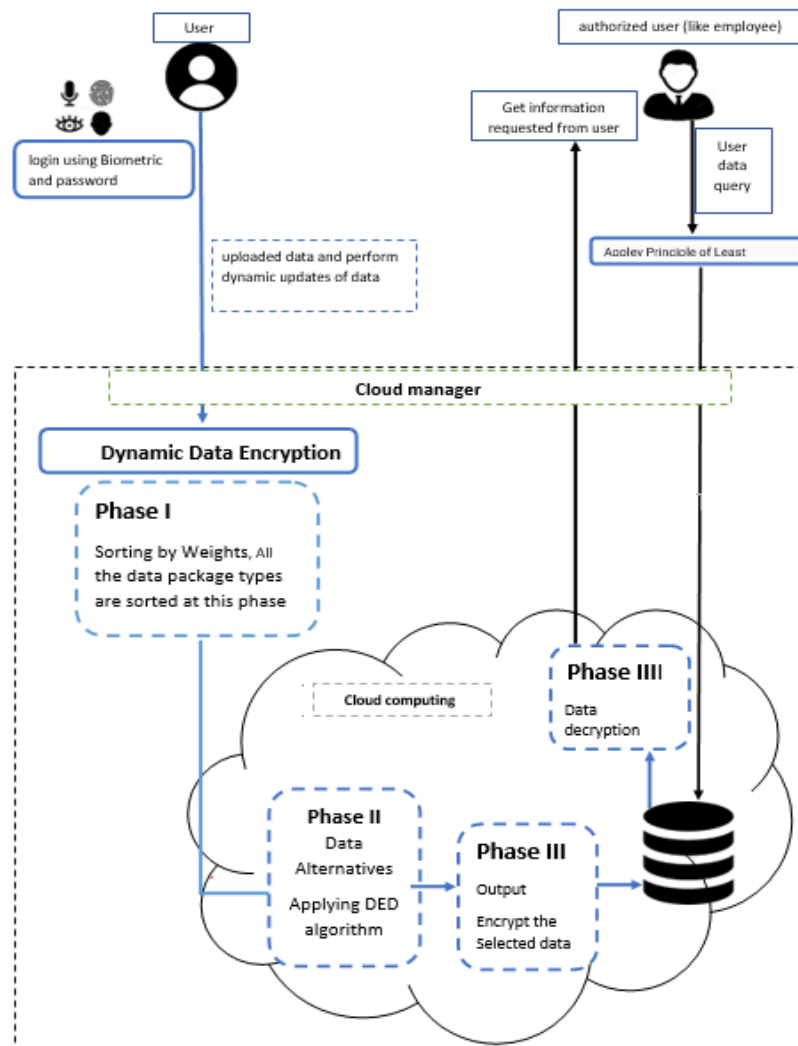 User
authorized user (like employee)
login using Biometric
and password
Get information
requested from user
User
data
query
uploaded data and perform
dynamic updates of data
Appley Principle of Least
Cloud manager
Dynamic Data Encryption
Phase I
Sorting by Weights, All
the data package types
are sorted at this phase
Cloud computing
Phase IIII
Data
decryption
Phase II
Data
Alternatives
Applying DED
algorithm
Phase III
Output
Encrypt the
Selected data